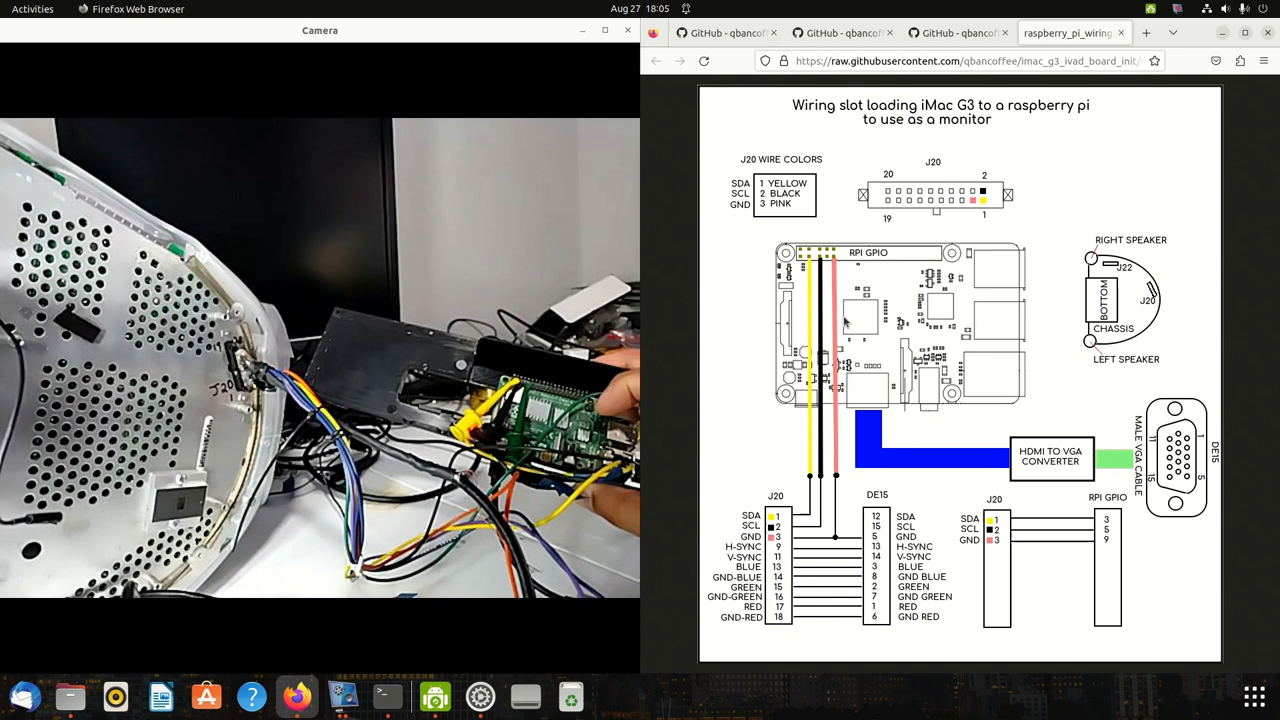 Activities
Firefox Web Browser
Aug 27 18:05
Camera
GitHub - qbancoff
GitHub - qbancoff
GitHub - qbancoff
raspberry_pi_wiring
https://raw.githubusercontent.com/qbancoffee/imac_g3_ivad_board_init/
Wiring slot loading iMac G3 to a raspberry pi
to use as a monitor
J20 WIRE COLORS
SDA 1 YELLOW
SCL 2 BLACK
GND 3 PINK
J20
20 2
19 1
RPI GPIO
RIGHT SPEAKER
J22
J20
BOTTOM
CHASSIS
LEFT SPEAKER
HDMI TO VGA
CONVERTER
MALE VGA CABLE
11 1
15 5
DE15
J20 DE15
SDA 1 12 SDA
SCL 2 15 SCL
GND 3 5 GND
H-SYNC 9 13 H-SYNC
V-SYNC 11 14 V-SYNC
BLUE 13 3 BLUE
GND-BLUE 14 8 GND BLUE
GREEN 15 2 GREEN
GND-GREEN 16 7 GND GREEN
RED 17 1 RED
GND-RED 18 6 GND RED
J20 RPI GPIO
SDA 1 3
SCL 2 5
GND 3 9
J20
1